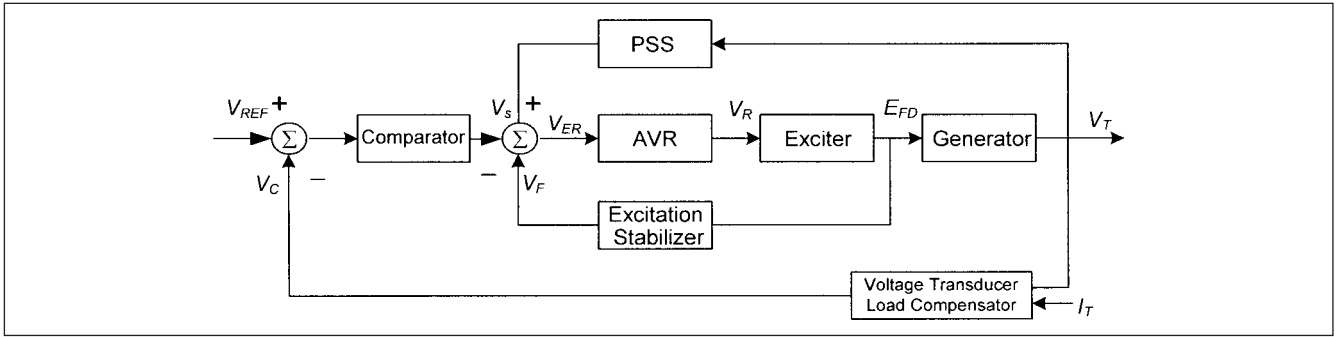 PSS
V_REF +
V_s +
V_ER
V_R
E_FD
V_T
Σ
Comparator
Σ
AVR
Exciter
Generator
V_C
−
−
V_F
Excitation
Stabilizer
Voltage Transducer
Load Compensator
I_T